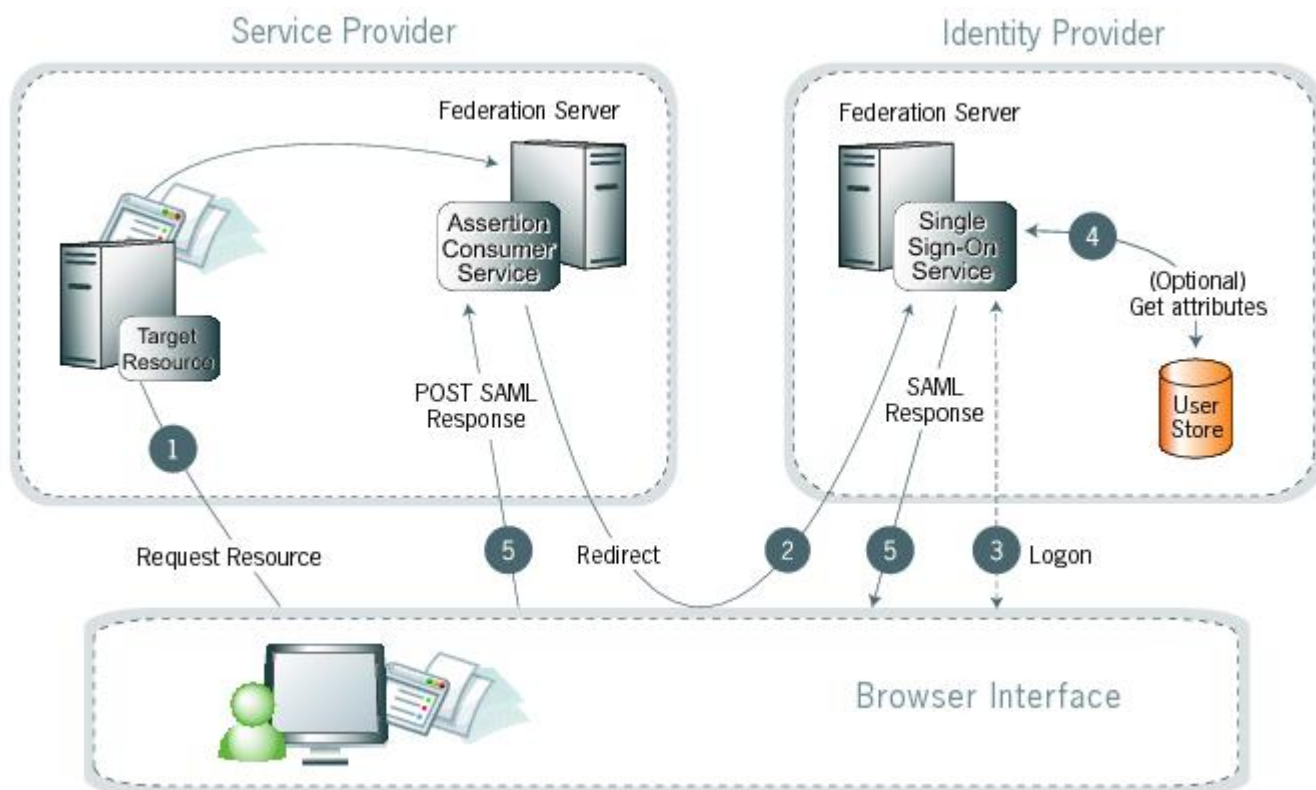 Service Provider
Identity Provider
Federation Server
Federation Server
Assertion
Consumer
Service
Single
Sign-On
Service
4
(Optional)
Get attributes
Target
Resource
POST SAML
Response
SAML
Response
User
Store
1
Request Resource
5
Redirect
2
5
3
Logon
Browser Interface